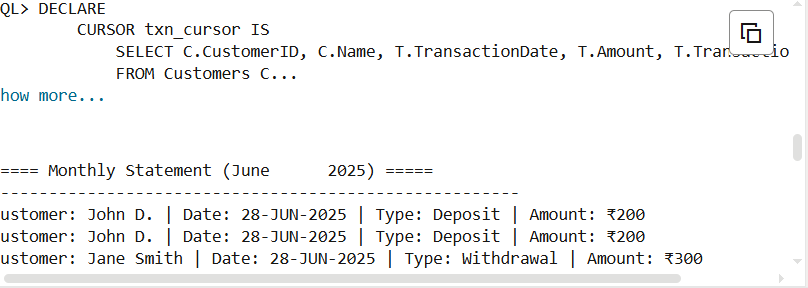 QL> DECLARE
CURSOR txn_cursor IS
SELECT C.CustomerID, C.Name, T.TransactionDate, T.Amount, T.Transactio
FROM Customers C...
how more...
==== Monthly Statement (June      2025) =====
------------------------------------------------------
ustomer: John D. | Date: 28-JUN-2025 | Type: Deposit | Amount: ₹200
ustomer: John D. | Date: 28-JUN-2025 | Type: Deposit | Amount: ₹200
ustomer: Jane Smith | Date: 28-JUN-2025 | Type: Withdrawal | Amount: ₹300